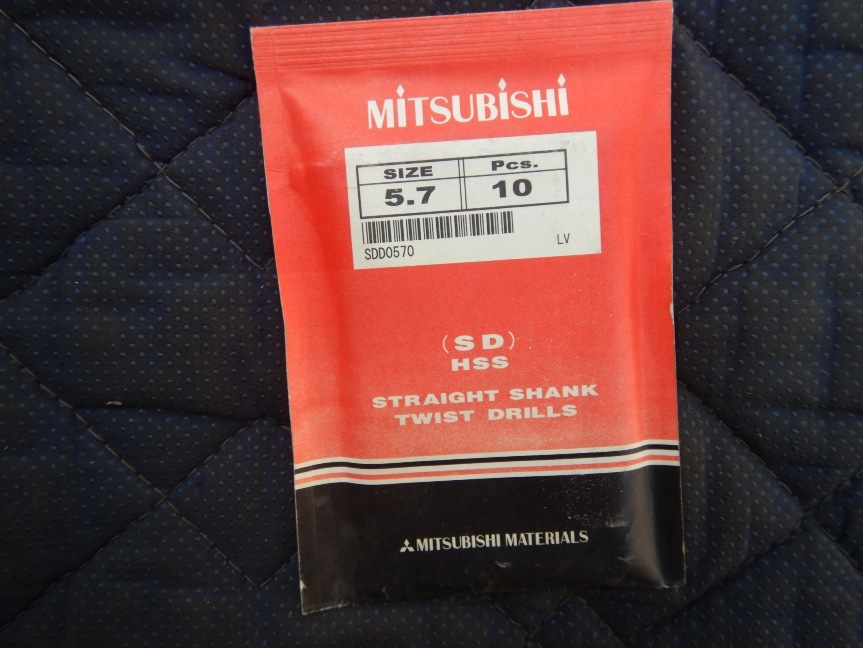 MITSUBISHI
SIZE Pcs.
5.7 10
SDD0570 LV
(SD)
HSS
STRAIGHT SHANK
TWIST DRILLS
MITSUBISHI MATERIALS